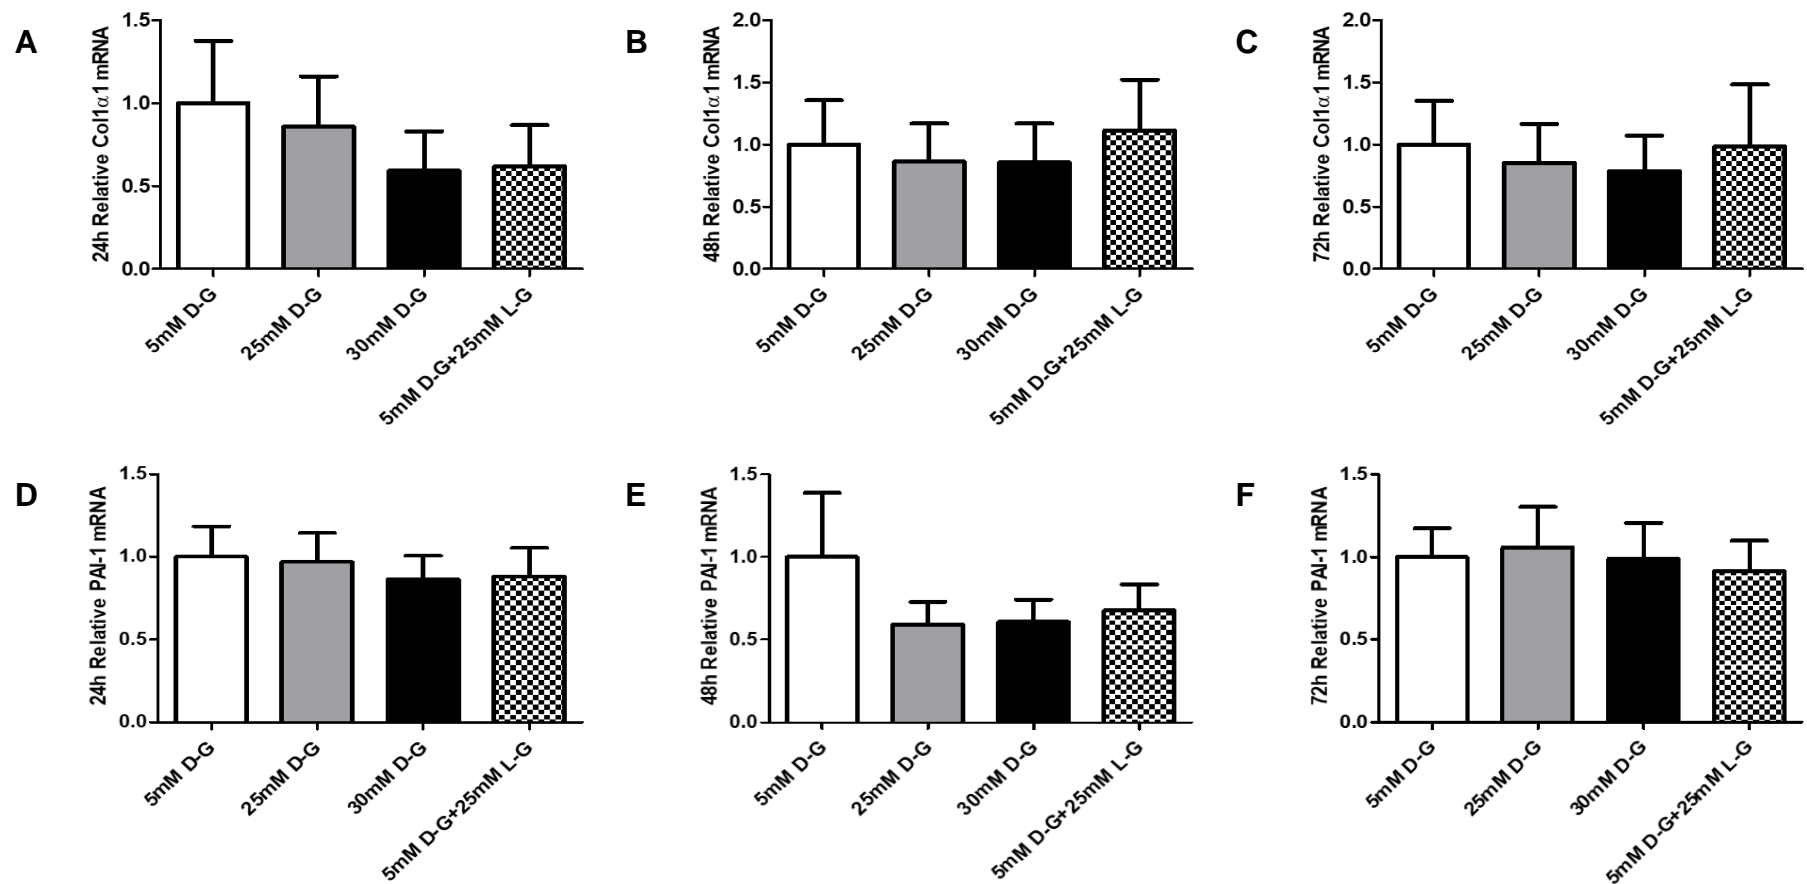 A
24h Relative Col1α1 mRNA
1.5
1.0
0.5
0.0
5mM D-G
25mM D-G
30mM D-G
5mM D-G+25mM L-G
B
48h Relative Col1α1 mRNA
2.0
1.5
1.0
0.5
0.0
5mM D-G
25mM D-G
30mM D-G
5mM D-G+25mM L-G
C
72h Relative Col1α1 mRNA
2.0
1.5
1.0
0.5
0.0
5mM D-G
25mM D-G
30mM D-G
5mM D-G+25mM L-G
D
24h Relative PAI-1 mRNA
1.5
1.0
0.5
0.0
5mM D-G
25mM D-G
30mM D-G
5mM D-G+25mM L-G
E
48h Relative PAI-1 mRNA
1.5
1.0
0.5
0.0
5mM D-G
25mM D-G
30mM D-G
5mM D-G+25mM L-G
F
72h Relative PAI-1 mRNA
1.5
1.0
0.5
0.0
5mM D-G
25mM D-G
30mM D-G
5mM D-G+25mM L-G